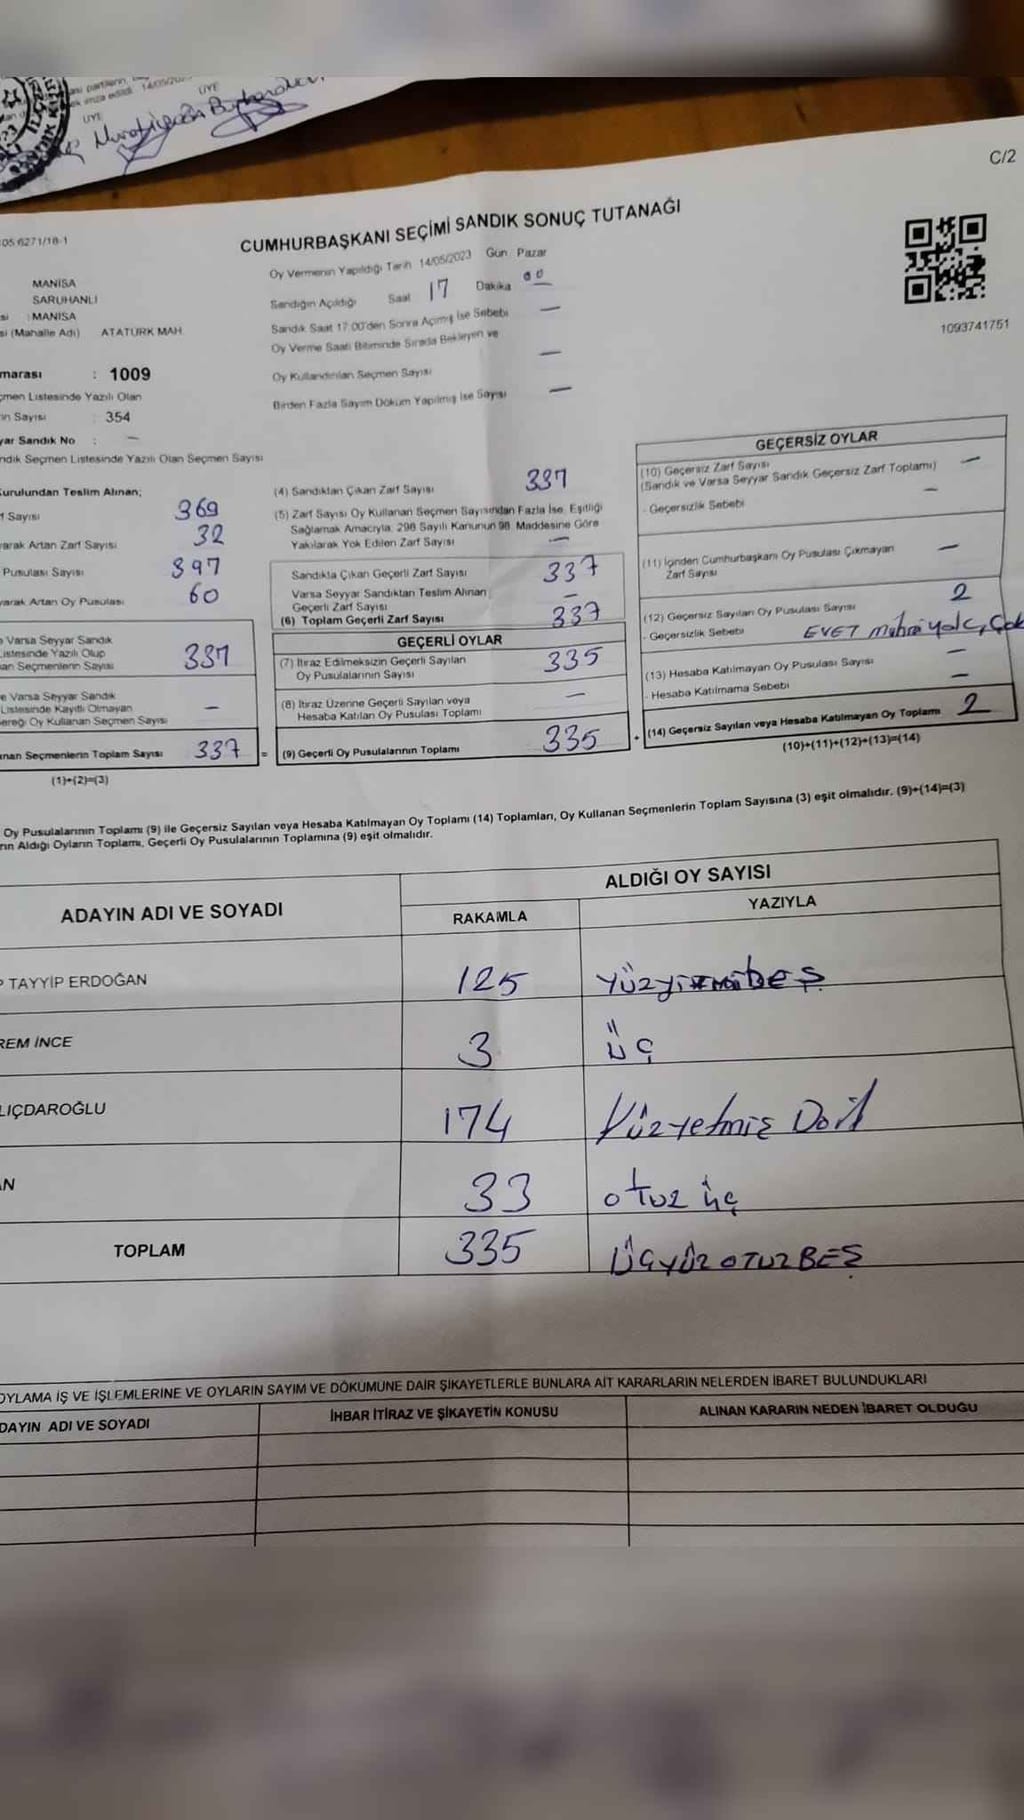 ÜYE
ÜYE
C/2
CUMHURBAŞKANI SEÇİMİ SANDIK SONUÇ TUTANAĞI
Oy Vermenin Yapıldığı Tarih 14/05/2023 Gün Pazar
MANİSA
SARUHANLI
: MANİSA
si (Mahalle Adı) ATATÜRK MAH.
Sandığın Açıldığı Saat 17 Dakika 00
Sandık Saat 17:00'den Sonra Açılmış İse Sebebi —
Oy Verme Saati Bitiminde Sırada Bekleyen ve
Oy Kullandırılan Seçmen Sayısı —
Birden Fazla Sayım Döküm Yapılmış İse Sayısı —
1093741751
marası : 1009
çmen Listesinde Yazılı Olan
ın Sayısı : 354
yar Sandık No : —
ndık Seçmen Listesinde Yazılı Olan Seçmen Sayısı
Kurulundan Teslim Alınan;
f Sayısı 369
yarak Artan Zarf Sayısı 32
Pusulası Sayısı 397
yarak Artan Oy Pusulası 60
e Varsa Seyyar Sandık
Listesinde Yazılı Olup
nan Seçmenlerin Sayısı 337
e Varsa Seyyar Sandık
Listesinde Kayıtlı Olmayan
ereği Oy Kullanan Seçmen Sayısı —
anan Seçmenlerin Toplam Sayısı 337 =
(1)+(2)=(3)
(4) Sandıktan Çıkan Zarf Sayısı 337
(5) Zarf Sayısı Oy Kullanan Seçmen Sayısından Fazla İse, Eşitliği
Sağlamak Amacıyla, 298 Sayılı Kanunun 98. Maddesine Göre
Yakılarak Yok Edilen Zarf Sayısı —
Sandıkta Çıkan Geçerli Zarf Sayısı 337
Varsa Seyyar Sandıktan Teslim Alınan
Geçerli Zarf Sayısı —
(6) Toplam Geçerli Zarf Sayısı 337
GEÇERLİ OYLAR
(7) İtiraz Edilmeksizin Geçerli Sayılan
Oy Pusulalarının Sayısı 335
(8) İtiraz Üzerine Geçerli Sayılan veya
Hesaba Katılan Oy Pusulası Toplamı —
(9) Geçerli Oy Pusulalarının Toplamı 335 +
GEÇERSİZ OYLAR
(10) Geçersiz Zarf Sayısı —
(Sandık ve Varsa Seyyar Sandık Geçersiz Zarf Toplamı)
- Geçersizlik Sebebi —
(11) İçinden Cumhurbaşkanı Oy Pusulası Çıkmayan
Zarf Sayısı —
(12) Geçersiz Sayılan Oy Pusulası Sayısı 2
- Geçersizlik Sebebi EVET mührü yok, Çok
(13) Hesaba Katılmayan Oy Pusulası Sayısı —
- Hesaba Katılmama Sebebi —
(14) Geçersiz Sayılan veya Hesaba Katılmayan Oy Toplamı 2
(10)+(11)+(12)+(13)=(14)
Oy Pusulalarının Toplamı (9) ile Geçersiz Sayılan veya Hesaba Katılmayan Oy Toplamı (14) Toplamları, Oy Kullanan Seçmenlerin Toplam Sayısına (3) eşit olmalıdır. (9)+(14)=(3)
rın Aldığı Oyların Toplamı, Geçerli Oy Pusulalarının Toplamına (9) eşit olmalıdır.
ADAYIN ADI VE SOYADI
ALDIĞI OY SAYISI
RAKAMLA YAZIYLA
P TAYYİP ERDOĞAN 125 Yüzyirmibeş
REM İNCE 3 üç
LIÇDAROĞLU 174 Yüzyetmiş Dört
AN 33 otuz üç
TOPLAM 335 ÜÇYÜZOTUZBEŞ
OYLAMA İŞ VE İŞLEMLERİNE VE OYLARIN SAYIM VE DÖKÜMÜNE DAİR ŞİKAYETLERLE BUNLARA AİT KARARLARIN NELERDEN İBARET BULUNDUKLARI
DAYIN ADI VE SOYADI İHBAR İTİRAZ VE ŞİKAYETİN KONUSU ALINAN KARARIN NEDEN İBARET OLDUĞU